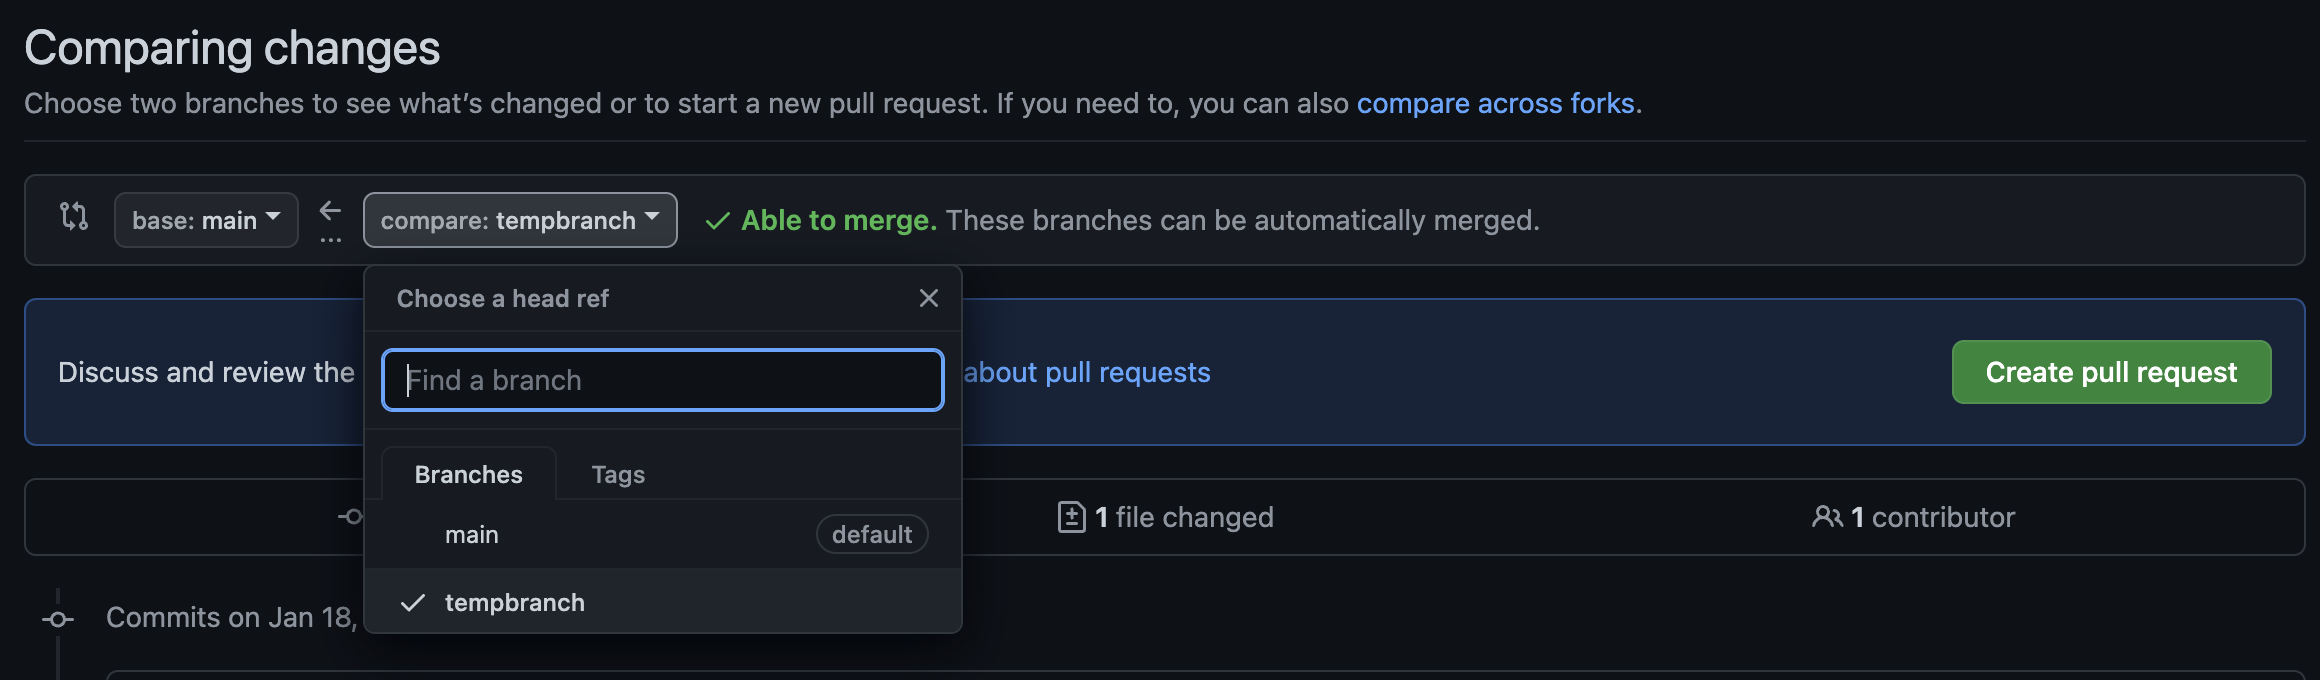 Comparing changes
Choose two branches to see what’s changed or to start a new pull request. If you need to, you can also compare across forks.
base: main
compare: tempbranch
Able to merge. These branches can be automatically merged.
Choose a head ref
Discuss and review the
Find a branch
about pull requests
Create pull request
Branches
Tags
main
default
1 file changed
1 contributor
tempbranch
Commits on Jan 18,